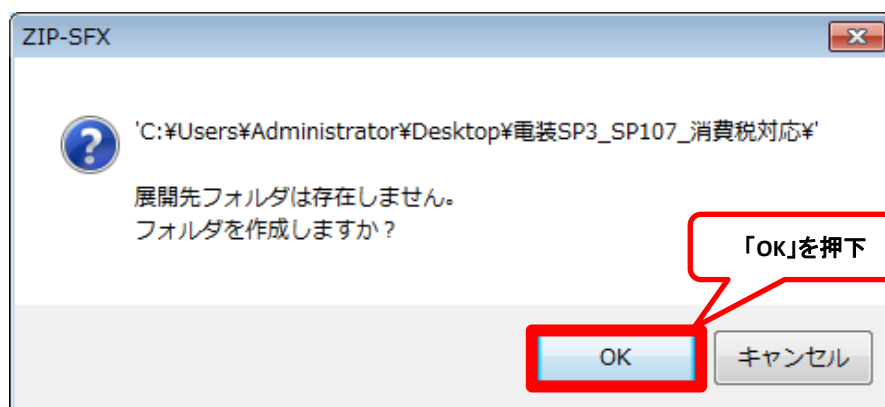 ZIP-SFX
'C:¥Users¥Administrator¥Desktop¥電装SP3_SP107_消費税対応¥'
展開先フォルダは存在しません。
フォルダを作成しますか？
「OK」を押下
OK
キャンセル